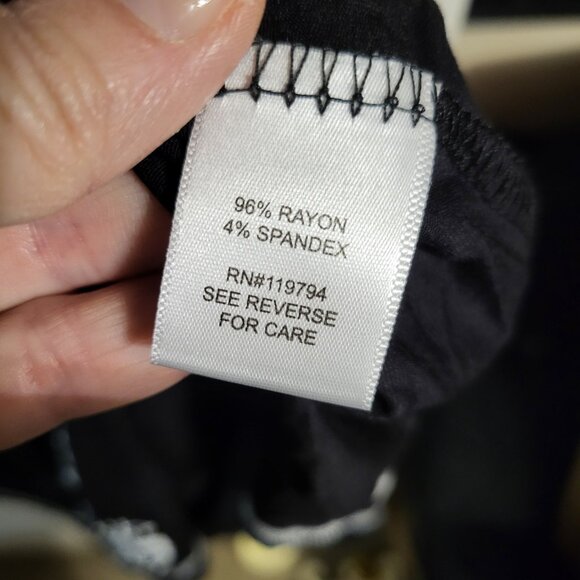 96% RAYON
4% SPANDEX
RN#119794
SEE REVERSE
FOR CARE